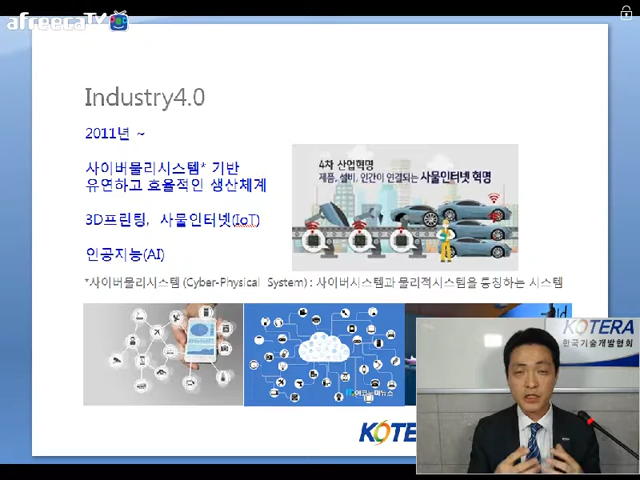 afreecaTV
Industry4.0
2011년 ~
사이버물리시스템* 기반
유연하고 효율적인 생산체계
3D프린팅, 사물인터넷(IoT)
인공지능(AI)
4차 산업혁명
제품, 설비, 인간이 연결되는 사물인터넷 혁명
*사이버물리시스템 (Cyber-Physical System) : 사이버시스템과 물리적시스템을 통칭하는 시스템
KOTERA
한국기술개발협회
KOTE